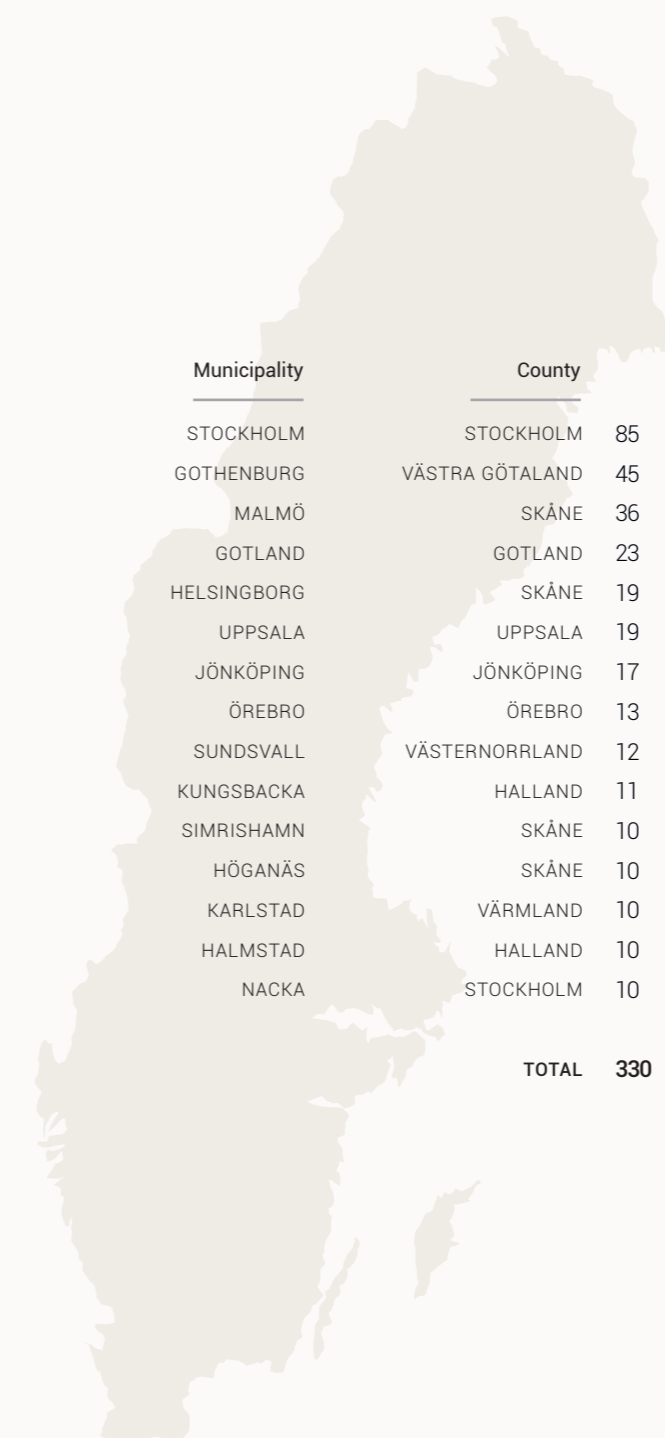 Municipality County
STOCKHOLM STOCKHOLM 85
GOTHENBURG VÄSTRA GÖTALAND 45
MALMÖ SKÅNE 36
GOTLAND GOTLAND 23
HELSINGBORG SKÅNE 19
UPPSALA UPPSALA 19
JÖNKÖPING JÖNKÖPING 17
ÖREBRO ÖREBRO 13
SUNDSVALL VÄSTERNORRLAND 12
KUNGSBACKA HALLAND 11
SIMRISHAMN SKÅNE 10
HÖGANÄS SKÅNE 10
KARLSTAD VÄRMLAND 10
HALMSTAD HALLAND 10
NACKA STOCKHOLM 10
TOTAL 330